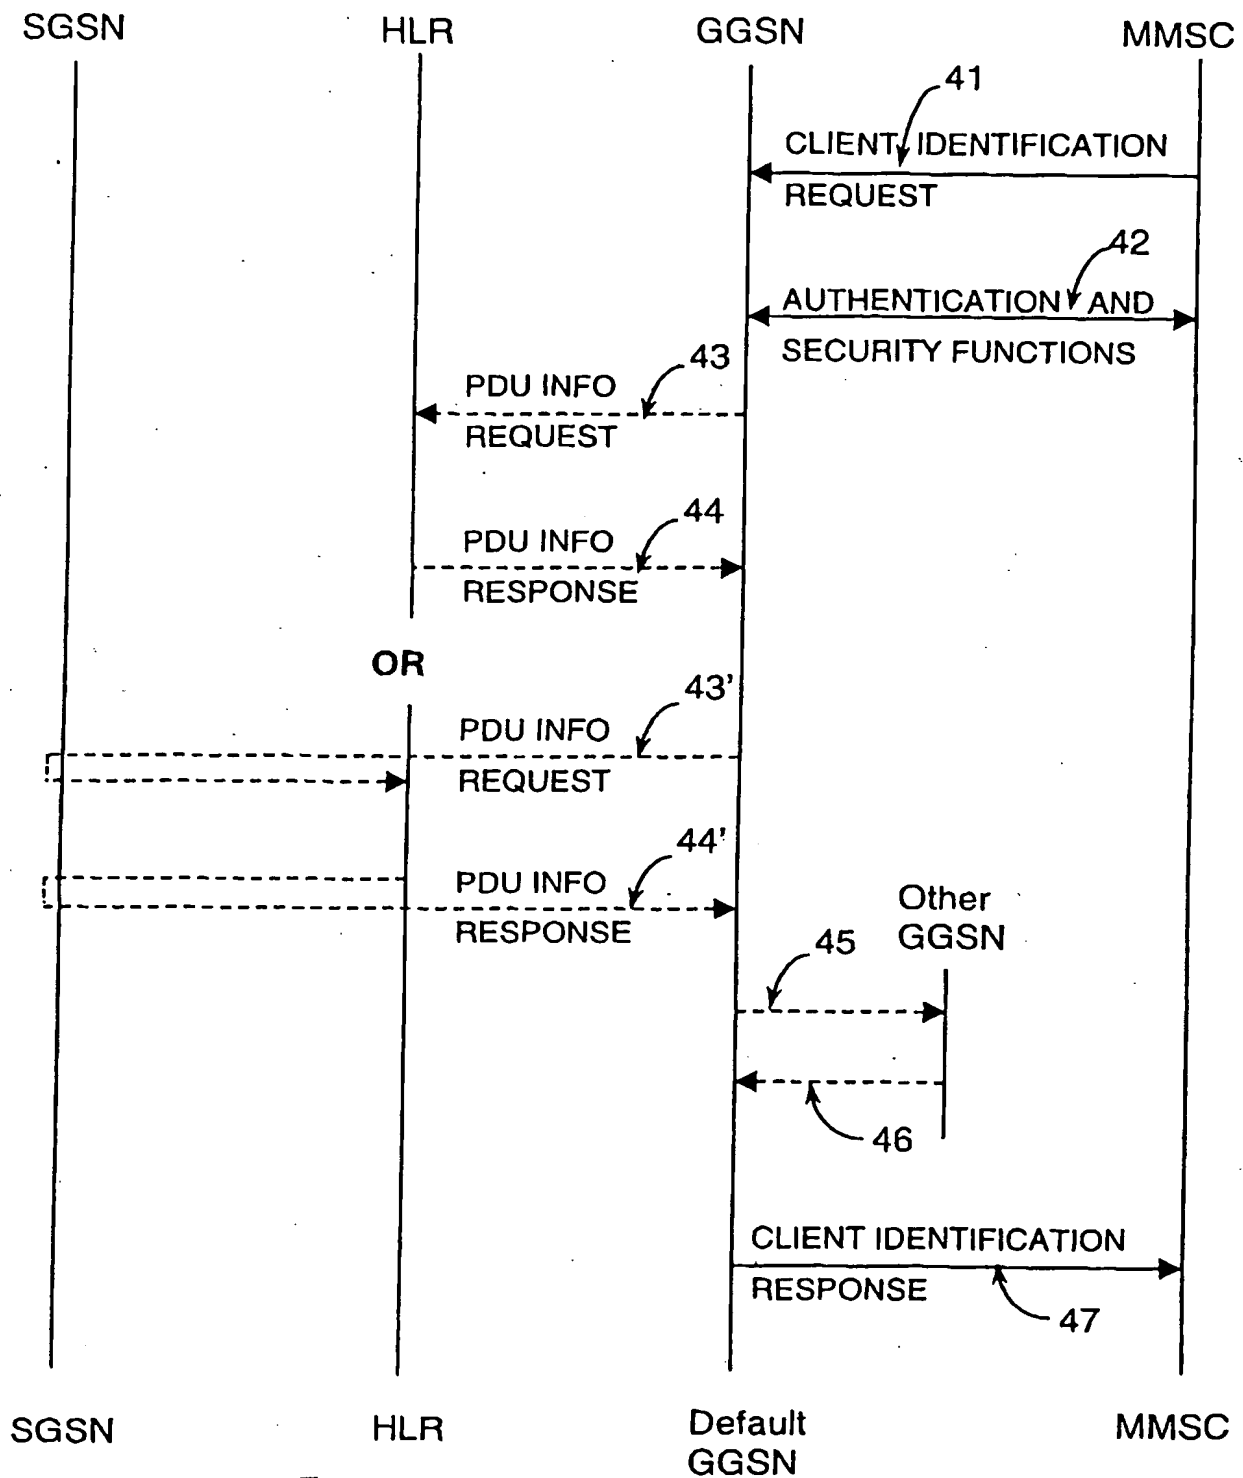 SGSN HLR GGSN MMSC
41
CLIENT IDENTIFICATION
REQUEST
42
AUTHENTICATION AND
SECURITY FUNCTIONS
43
PDU INFO
REQUEST
44
PDU INFO
RESPONSE
OR
43'
PDU INFO
REQUEST
44'
PDU INFO
RESPONSE
Other
GGSN
45
46
CLIENT IDENTIFICATION
RESPONSE
47
SGSN HLR Default MMSC
GGSN